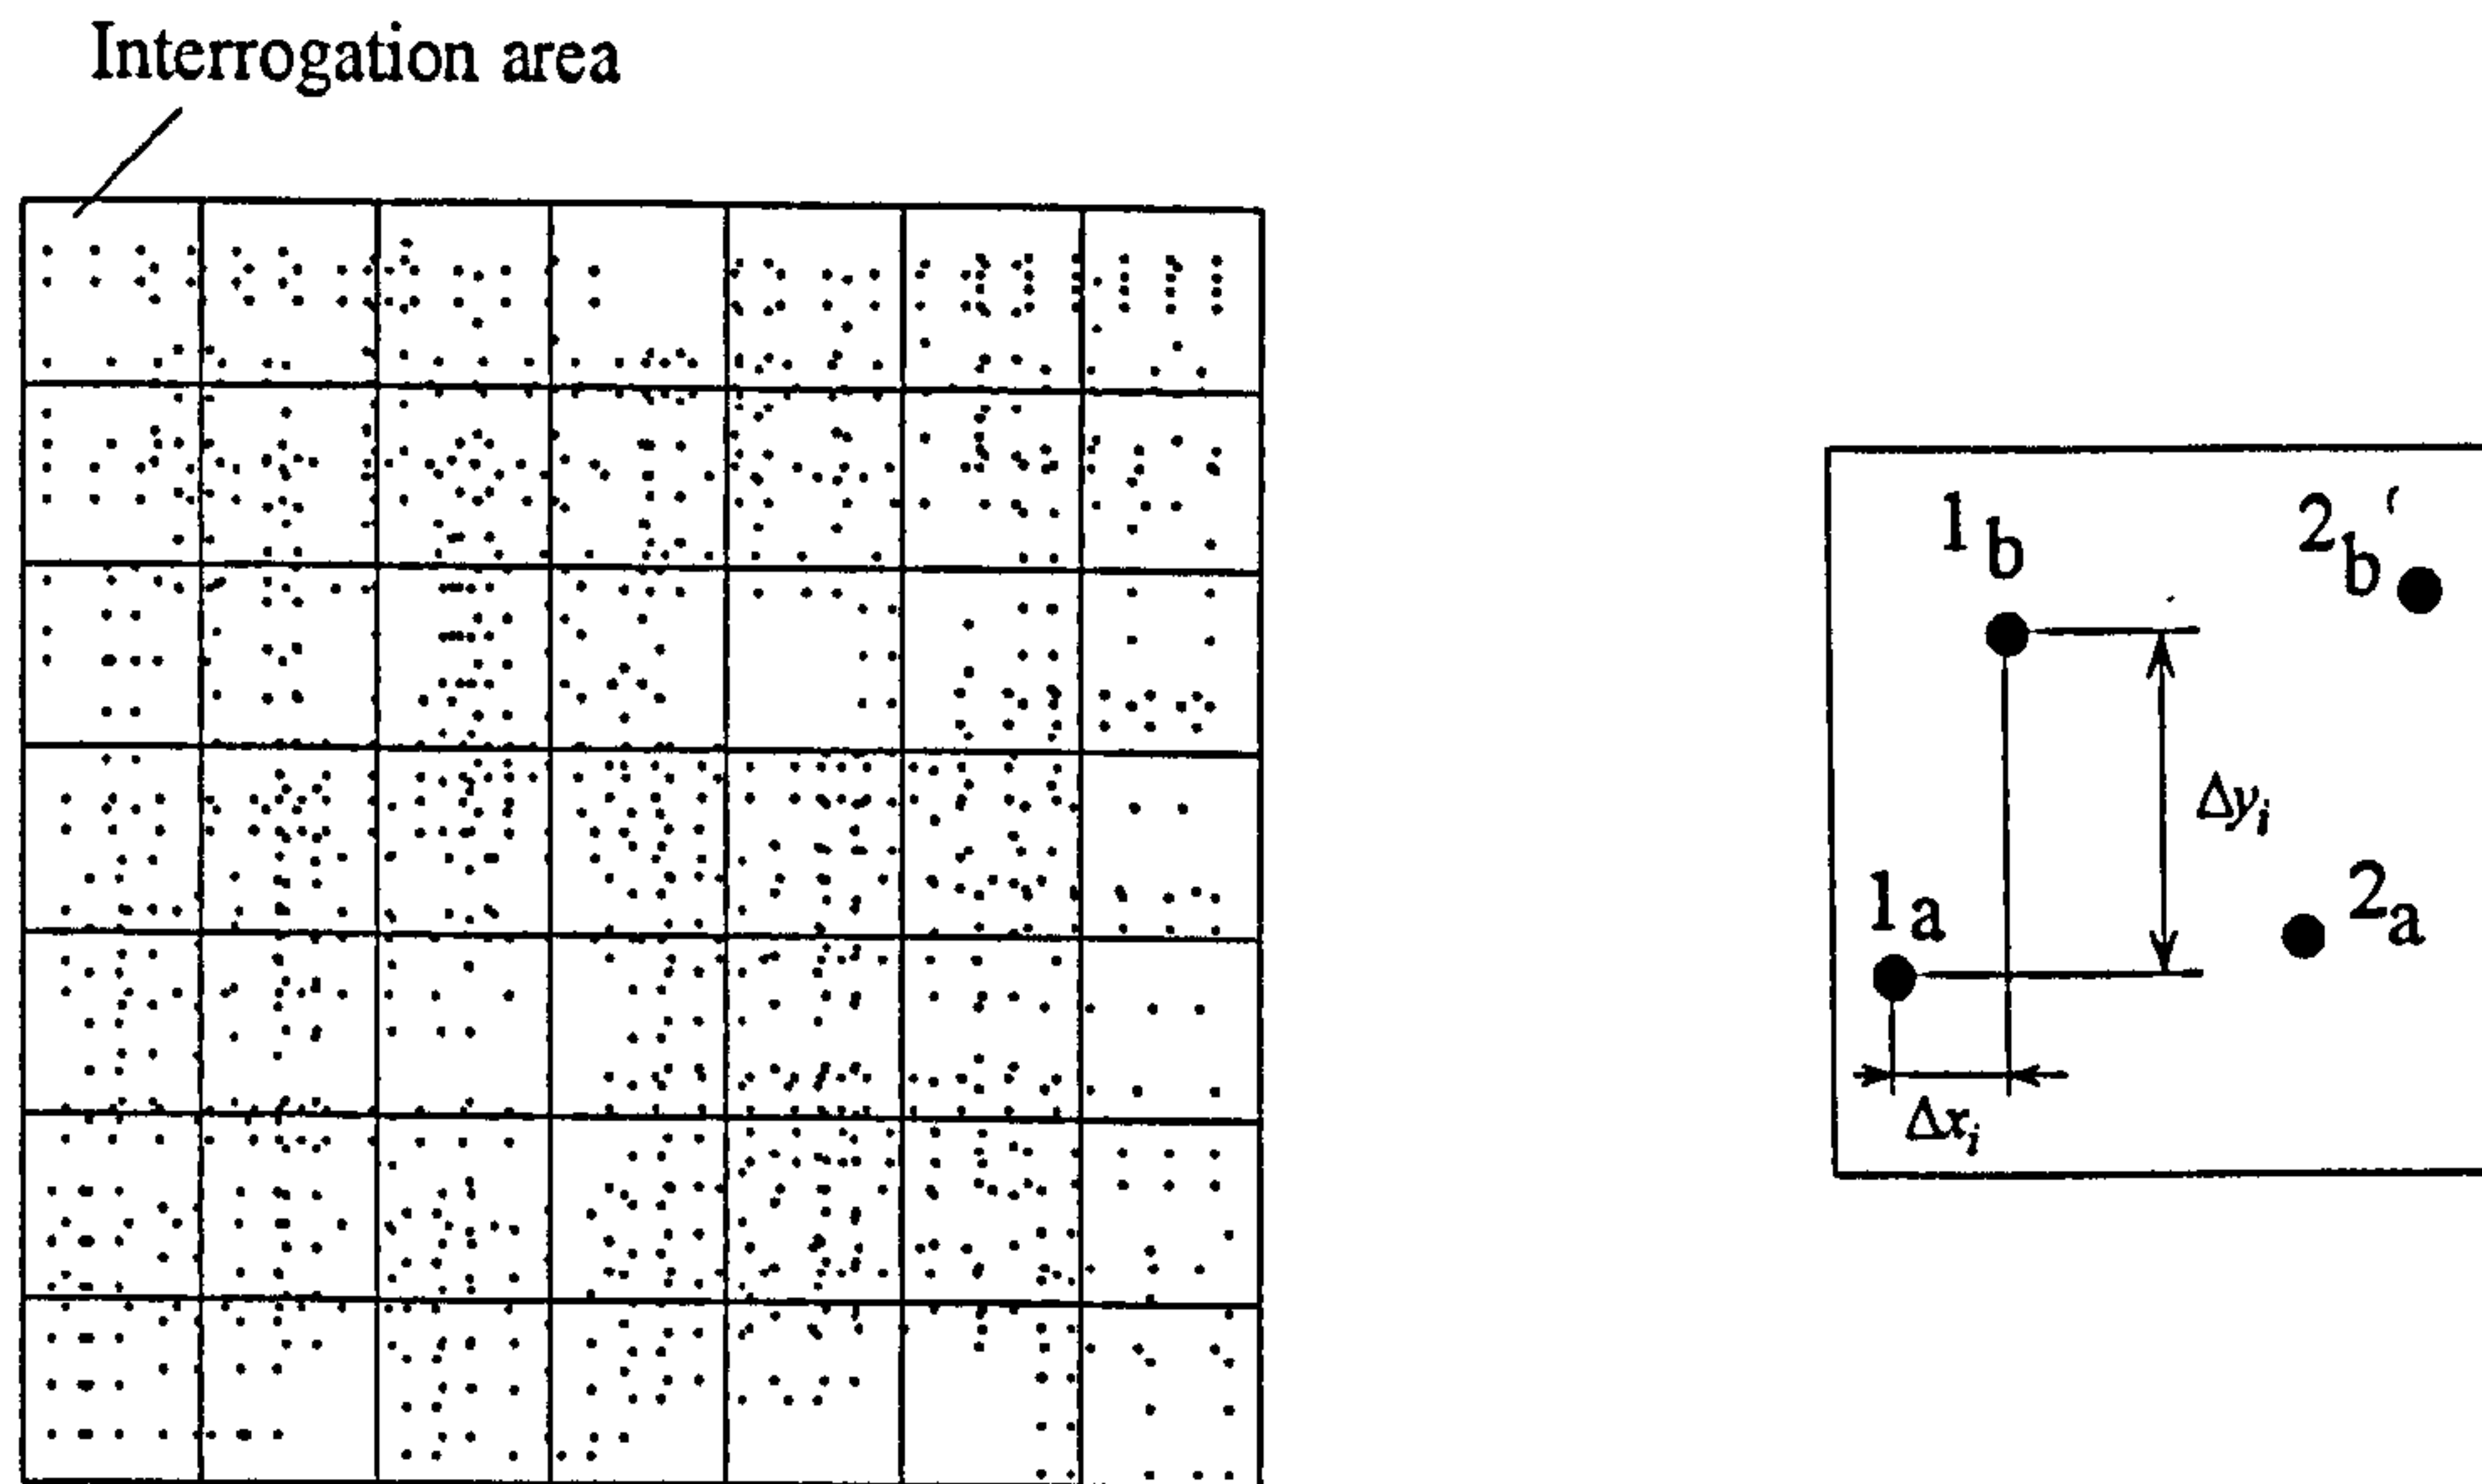 Interrogation area
1b
2b
Δyi
1a
2a
Δxi